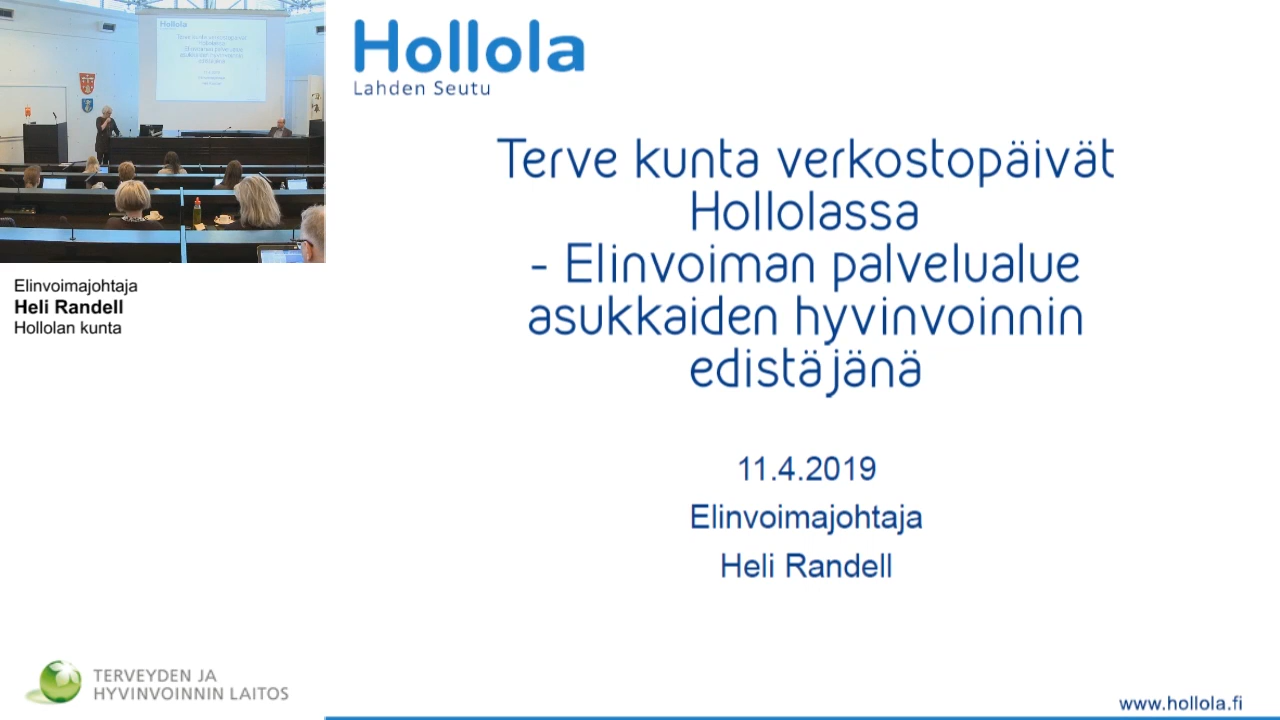 Hollola
Lahden Seutu
Terve kunta verkostopäivät
Hollolassa
- Elinvoiman palvelualue
asukkaiden hyvinvoinnin
edistäjänä
11.4.2019
Elinvoimajohtaja
Heli Randell
Elinvoimajohtaja
Heli Randell
Hollolan kunta
TERVEYDEN JA
HYVINVOINNIN LAITOS
www.hollola.fi